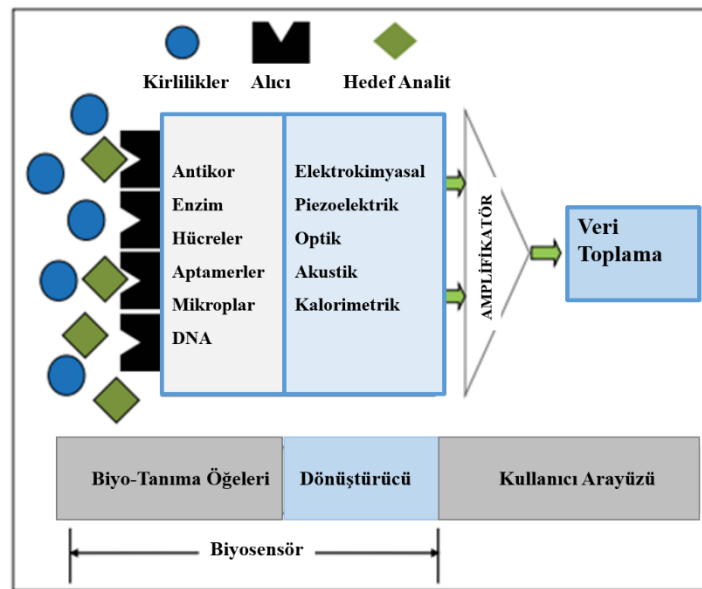 Kirlilikler Alıcı Hedef Analit
Antikor
Enzim
Hücreler
Aptamerler
Mikroplar
DNA
Elektrokimyasal
Piezoelektrik
Optik
Akustik
Kalorimetrik
AMPLİFİKATÖR
Veri
Toplama
Biyo-Tanıma Öğeleri Dönüştürücü Kullanıcı Arayüzü
Biyosensör